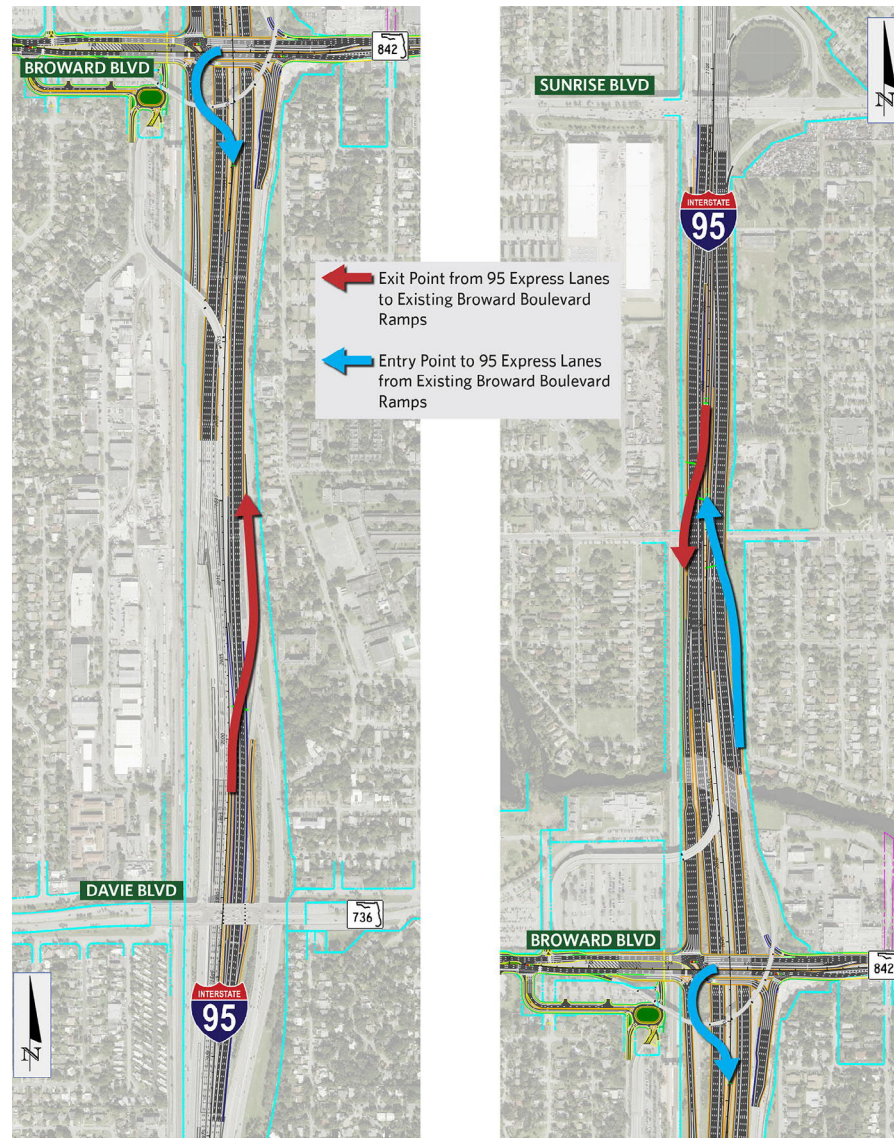 842
BROWARD BLVD
SUNRISE BLVD
N
INTERSTATE
95
Exit Point from 95 Express Lanes
to Existing Broward Boulevard
Ramps
Entry Point to 95 Express Lanes
from Existing Broward Boulevard
Ramps
DAVIE BLVD
736
BROWARD BLVD
842
INTERSTATE
95
N